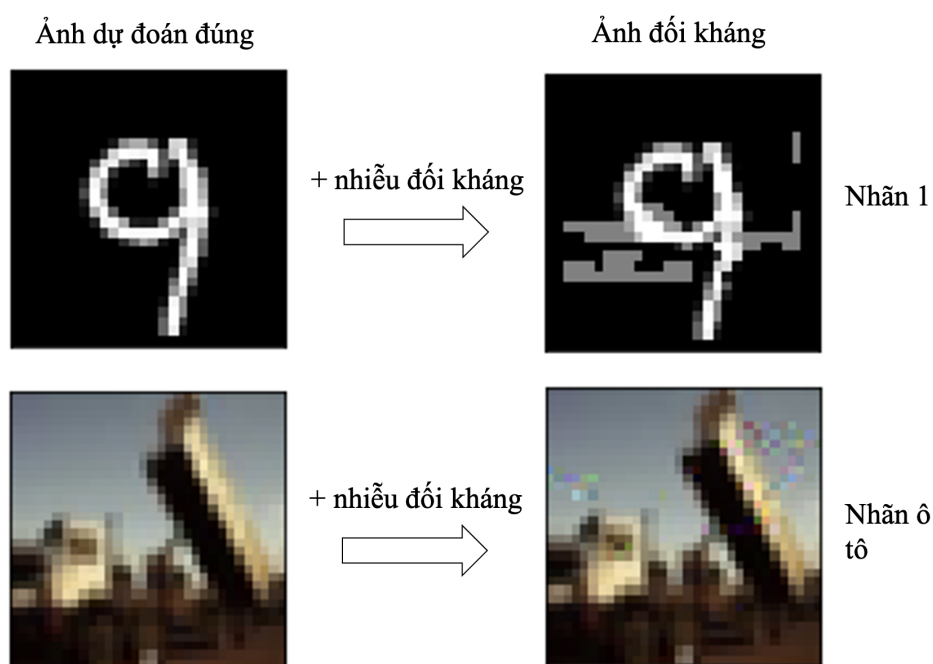 Ảnh dự đoán đúng
Ảnh đối kháng
+ nhiễu đối kháng
Nhãn 1
+ nhiễu đối kháng
Nhãn ô
tô